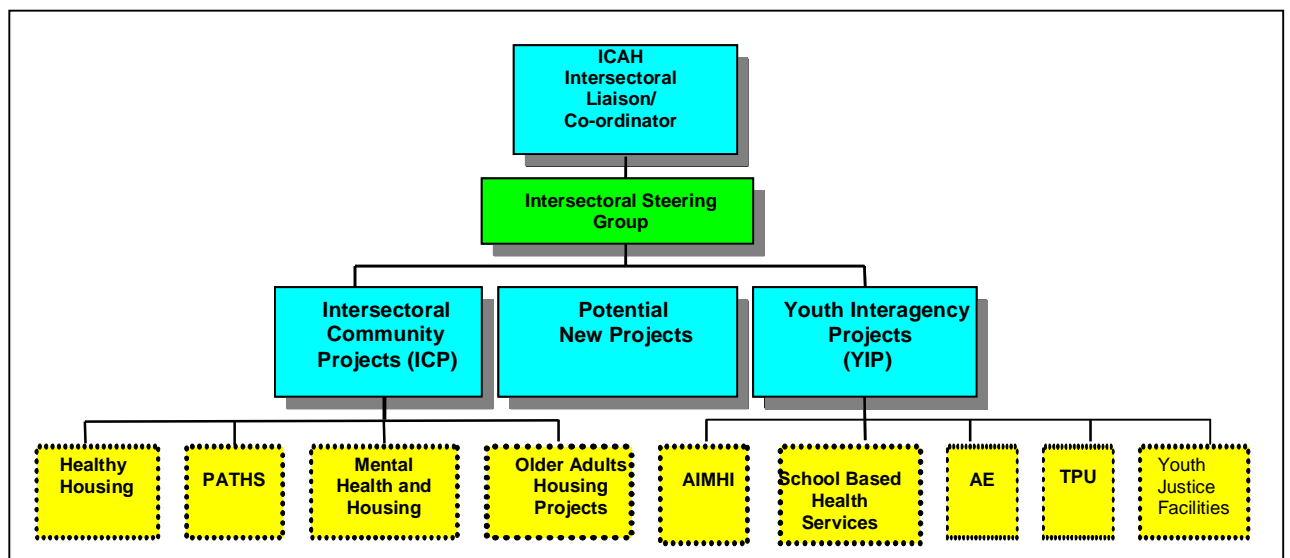 ICAH
Intersectoral
Liaison/
Co-ordinator
Intersectoral Steering
Group
Intersectoral
Community
Projects (ICP)
Potential
New Projects
Youth Interagency
Projects
(YIP)
Healthy
Housing
PATHS
Mental
Health and
Housing
Older Adults
Housing
Projects
AIMHI
School Based
Health
Services
AE
TPU
Youth
Justice
Facilities